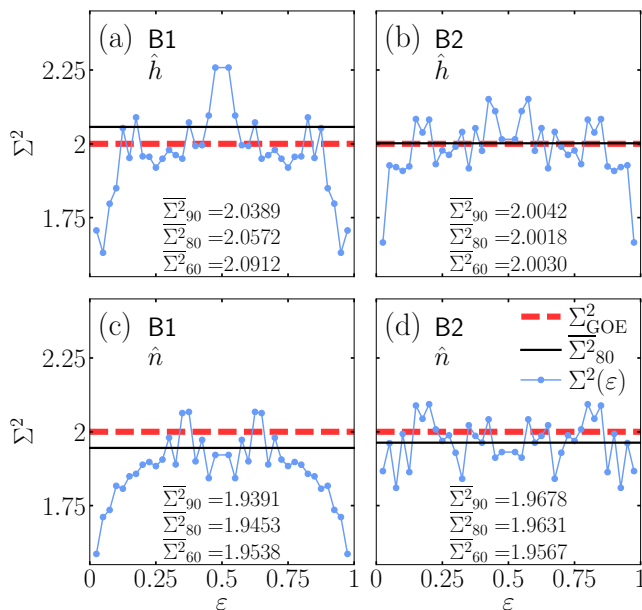 (a) B1
ĥ
(b) B2
ĥ
2.25
2
1.75
Σ²
Σ²₉₀ =2.0389
Σ²₈₀ =2.0572
Σ²₆₀ =2.0912
Σ²₉₀ =2.0042
Σ²₈₀ =2.0018
Σ²₆₀ =2.0030
(c) B1
n̂
(d) B2
n̂
Σ²GOE
Σ²₈₀
Σ²(ε)
2.25
2
1.75
Σ²
Σ²₉₀ =1.9391
Σ²₈₀ =1.9453
Σ²₆₀ =1.9538
Σ²₉₀ =1.9678
Σ²₈₀ =1.9631
Σ²₆₀ =1.9567
0 0.25 0.5 0.75 0 0.25 0.5 0.75 1
ε ε